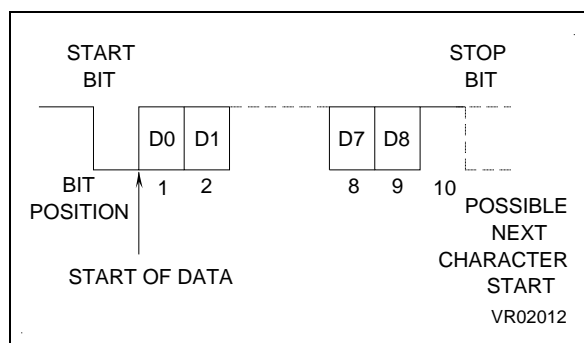 START
BIT
STOP
BIT
D0
D1
D7
D8
BIT
POSITION
1
2
8
9
10
POSSIBLE
NEXT
CHARACTER
START
START OF DATA
VR02012